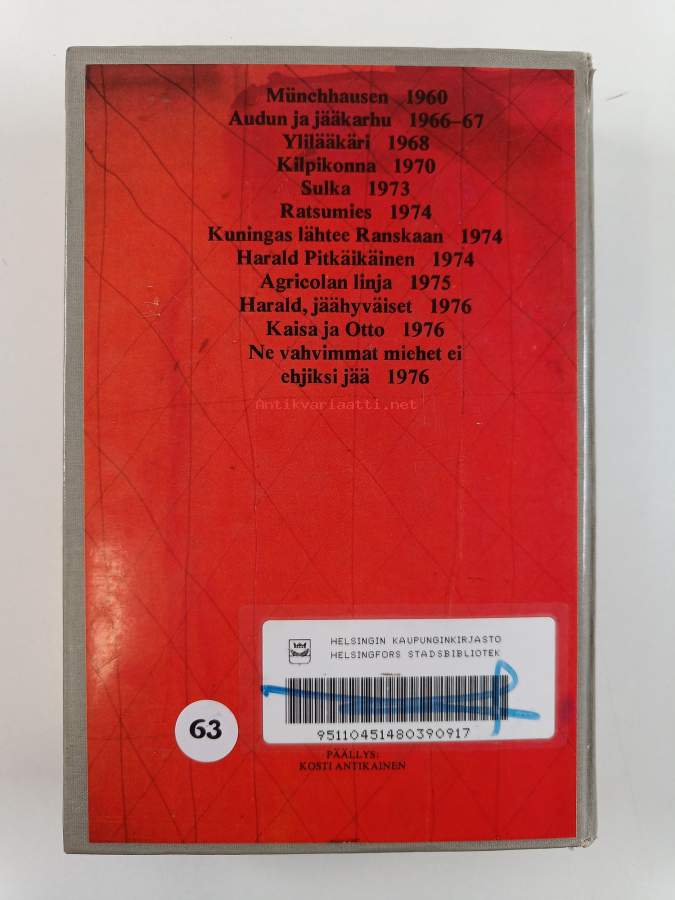 Münchhausen 1960
Audun ja jääkarhu 1966–67
Ylilääkäri 1968
Kilpikonna 1970
Sulka 1973
Ratsumies 1974
Kuningas lähtee Ranskaan 1974
Harald Pitkäikäinen 1974
Agricolan linja 1975
Harald, jäähyväiset 1976
Kaisa ja Otto 1976
Ne vahvimmat miehet ei
ehjiksi jää 1976
Antikvariaatti.net
HELSINGIN KAUPUNGINKIRJASTO
HELSINGFORS STADSBIBLIOTEK
95110451480390917
63
PÄÄLLYS:
KOSTI ANTIKAINEN